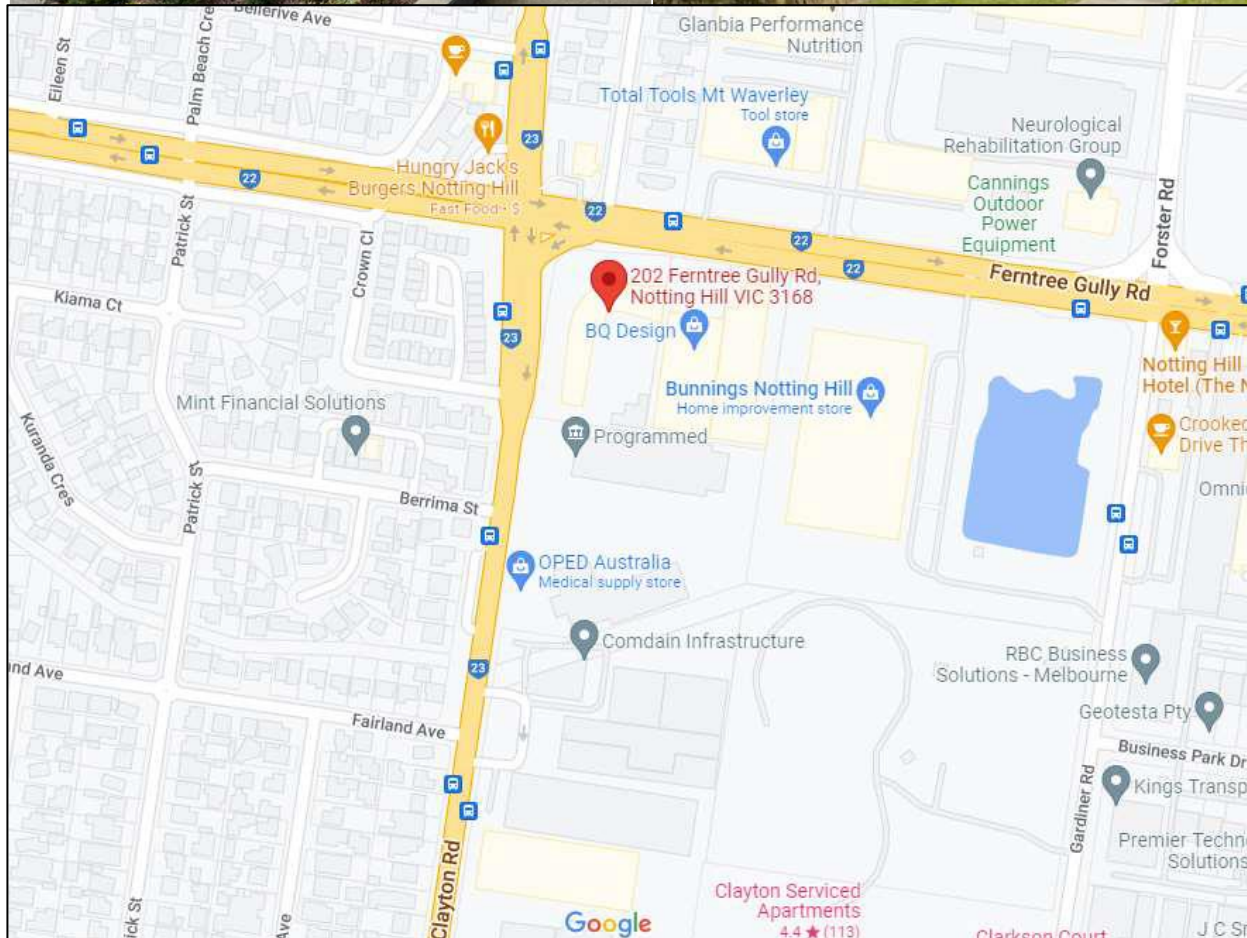 Bellerive Ave
Glanbia Performance
Nutrition
Eileen St
Palm Beach Cres
Total Tools Mt Waverley
Tool store
23
Neurological
Rehabilitation Group
Hungry Jack's
Burgers Notting Hill
Fast Food · $
22
22
Cannings
Outdoor
Power
Equipment
Forster Rd
Patrick St
22
22
Crown Cl
Ferntree Gully Rd
202 Ferntree Gully Rd,
Notting Hill VIC 3168
Kiama Ct
BQ Design
23
Notting Hill
Hotel (The N
Bunnings Notting Hill
Home improvement store
Mint Financial Solutions
Programmed
Crooked
Drive Th
Kuranda Cres
Patrick St
Berrima St
Omni
OPED Australia
Medical supply store
Comdain Infrastructure
RBC Business
Solutions - Melbourne
23
and Ave
Geotesta Pty
Fairland Ave
Business Park Dr
Kings Transp
Gardiner Rd
Premier Techn
Solutions
Clayton Rd
Clayton Serviced
Apartments
4.4 ★ (113)
ick St
Ave
Google
Clarkson Court
J C Sm